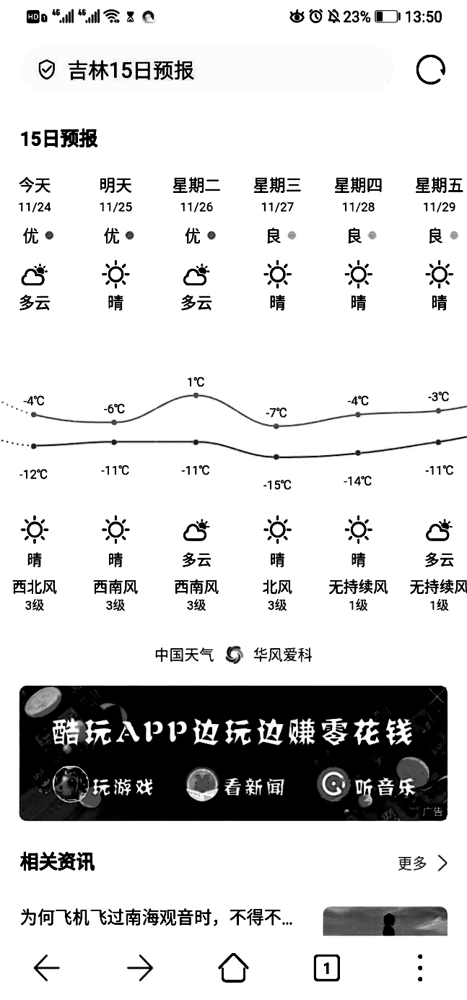 HD 4G 4G 23% 13:50
吉林15日预报
15日预报
今天 明天 星期二 星期三 星期四 星期五
11/24 11/25 11/26 11/27 11/28 11/29
优 优 优 良 良 良
多云 晴 多云 晴 晴 晴
-4℃ -6℃ 1℃ -7℃ -4℃ -3℃
-12℃ -11℃ -11℃ -15℃ -14℃ -11℃
晴 晴 多云 晴 晴 多云
西北风 西南风 西南风 北风 无持续风 无持续风
3级 3级 3级 3级 1级 1级
中国天气 华风爱科
酷玩APP边玩边赚零花钱
玩游戏 看新闻 听音乐
广告
相关资讯 更多
为何飞机飞过南海观音时，不得不...
1